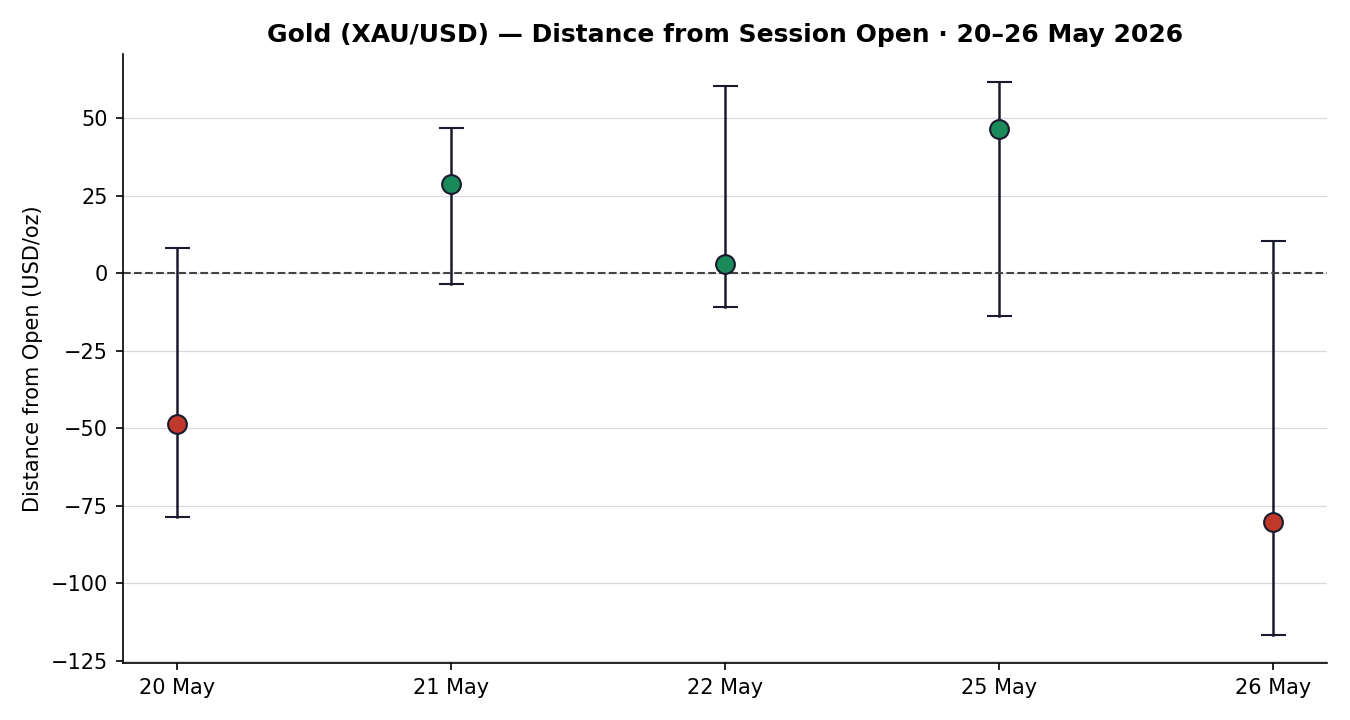 Gold (XAU/USD) — Distance from Session Open · 20–26 May 2026
Distance from Open (USD/oz)
50
25
0
−25
−50
−75
−100
−125
20 May
21 May
22 May
25 May
26 May